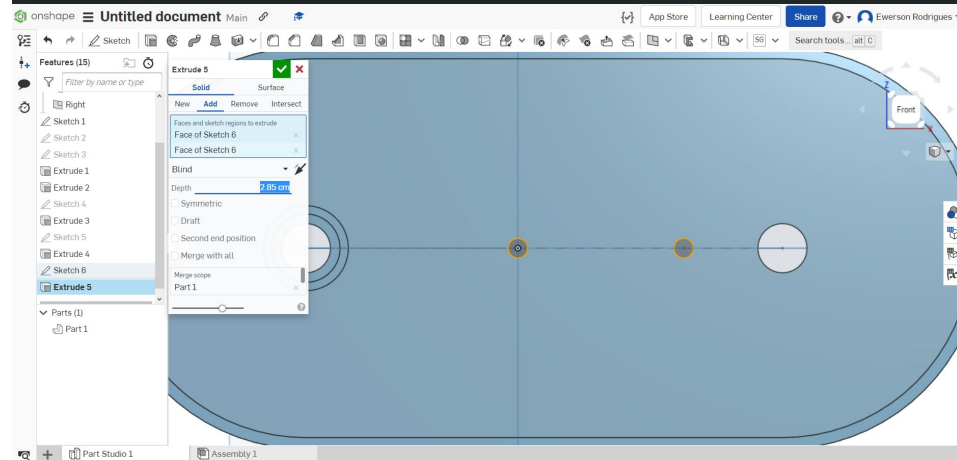 onshape Untitled document Main App Store Learning Center Share Ewerson Rodrigues
Sketch SG Search tools... alt C
Features (15)
Filter by name or type
Right
Sketch 1
Sketch 2
Sketch 3
Extrude 1
Extrude 2
Sketch 4
Extrude 3
Sketch 5
Extrude 4
Sketch 6
Extrude 5
Parts (1)
Part 1
Extrude 5
Solid Surface
New Add Remove Intersect
Faces and sketch regions to extrude
Face of Sketch 6
Face of Sketch 6
Blind
Depth 2.85 cm
Symmetric
Draft
Second end position
Merge with all
Merge scope
Part 1
Z
Front
X
Part Studio 1 Assembly 1